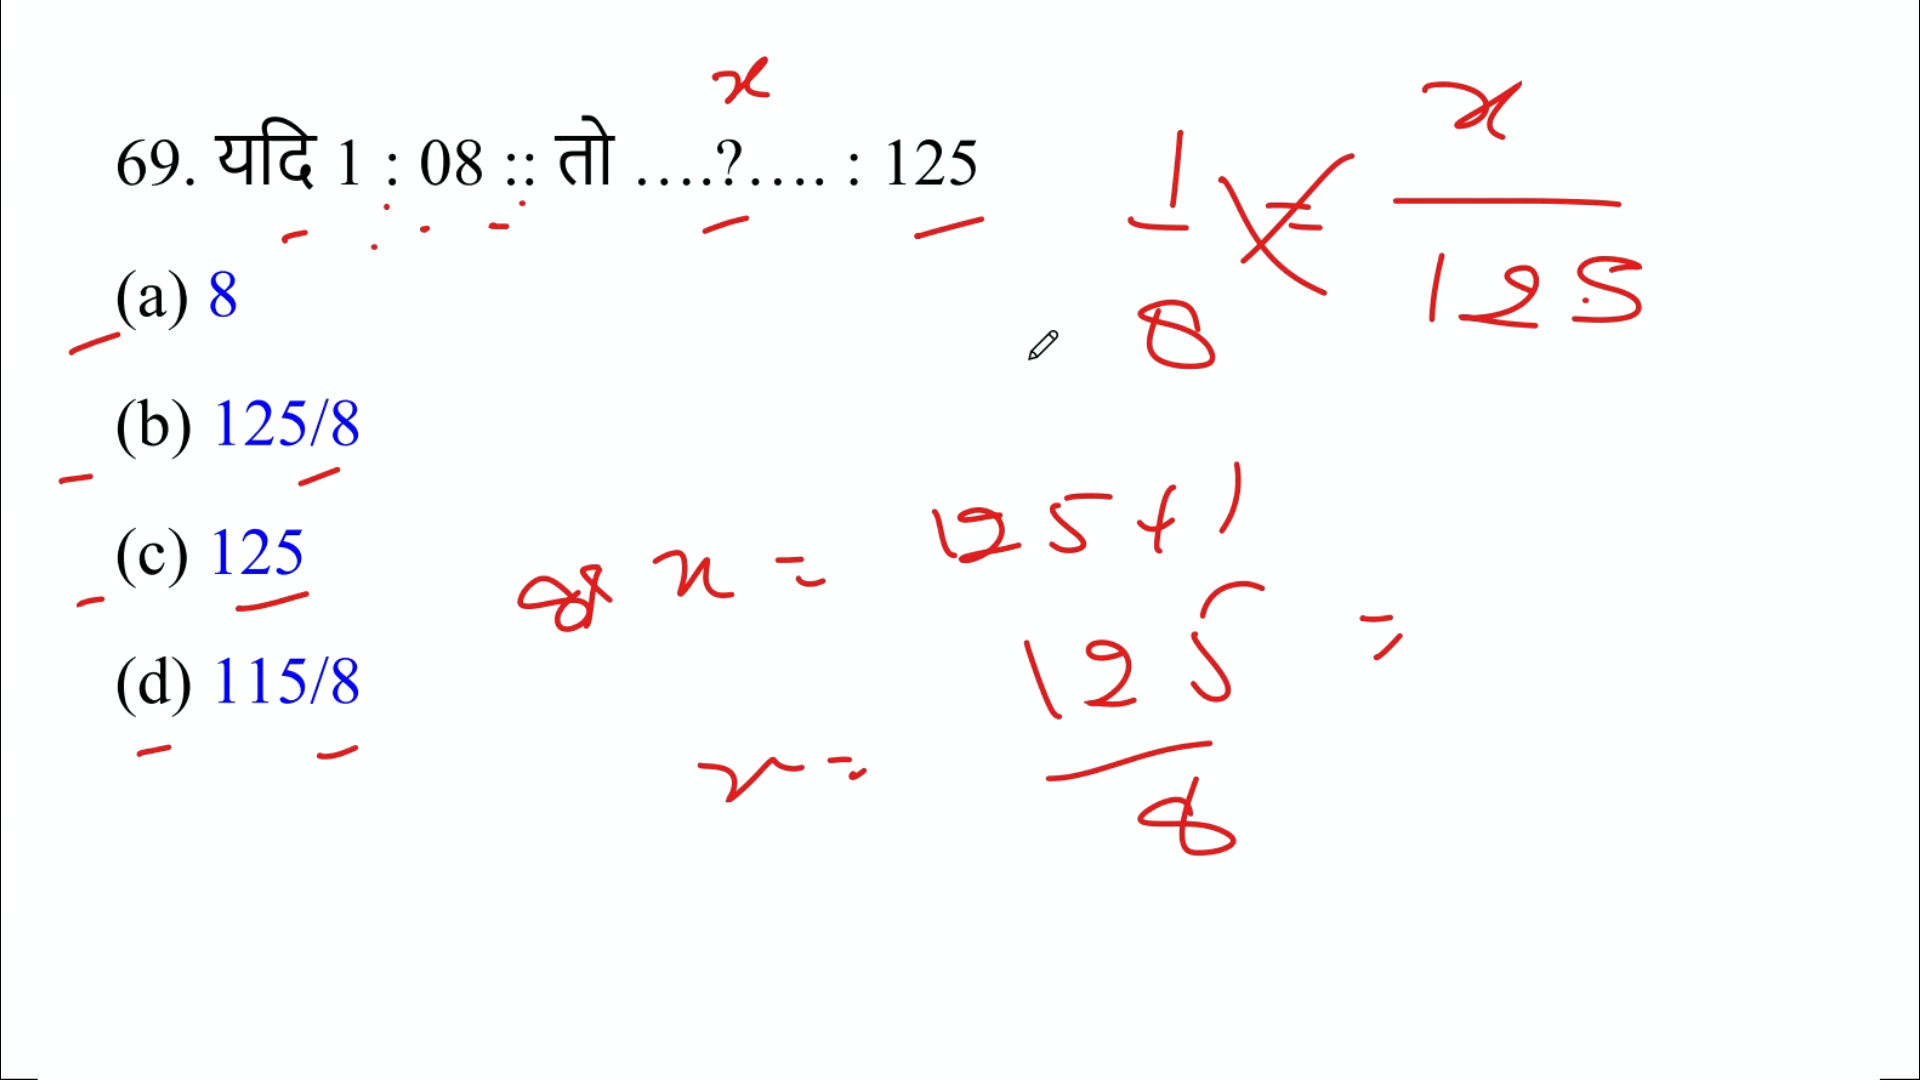 x
69. यदि 1 : 08 :: तो ....?.... : 125
(a) 8
(b) 125/8
(c) 125
(d) 115/8
1 = x
8 125
8x x = 125 + 1
x = 125 =
8